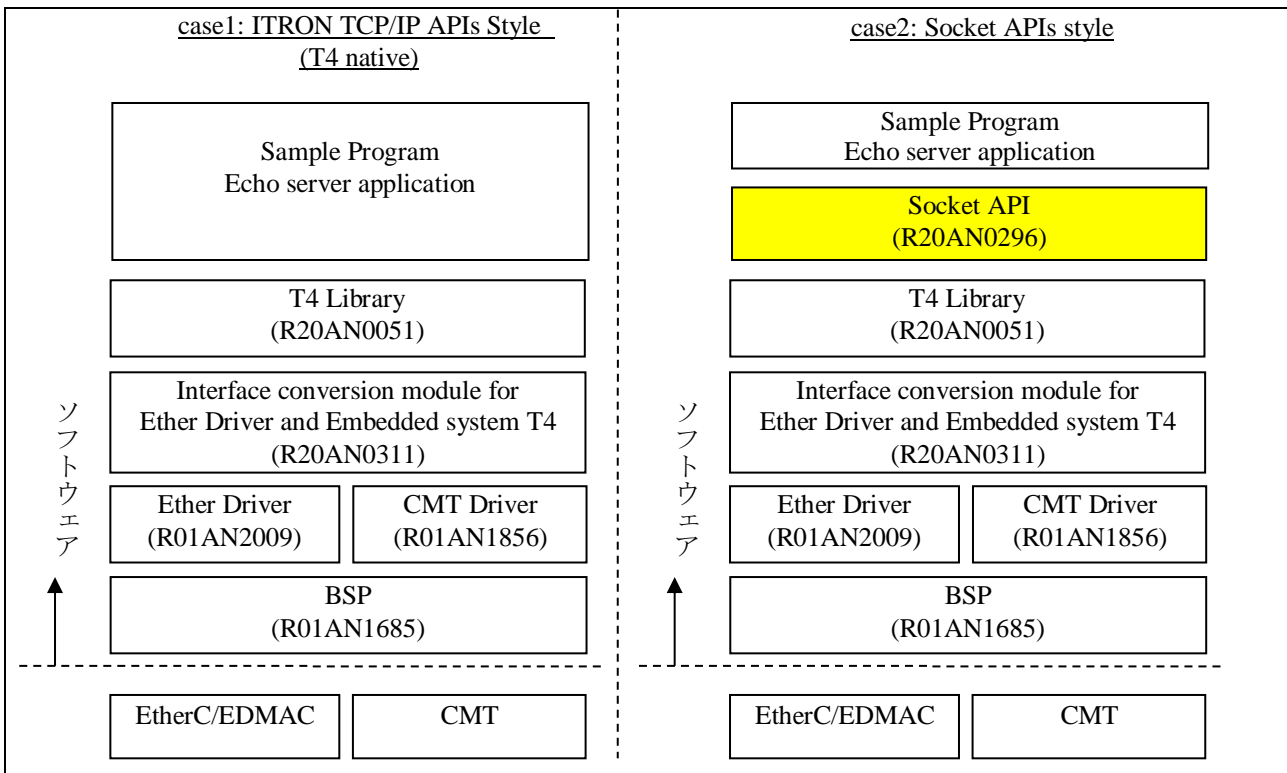 case1: ITRON TCP/IP APIs Style
(T4 native)
Sample Program
Echo server application
T4 Library
(R20AN0051)
Interface conversion module for
Ether Driver and Embedded system T4
(R20AN0311)
Ether Driver
(R01AN2009)
CMT Driver
(R01AN1856)
BSP
(R01AN1685)
ソフトウェア
EtherC/EDMAC
CMT
case2: Socket APIs style
Sample Program
Echo server application
Socket API
(R20AN0296)
T4 Library
(R20AN0051)
Interface conversion module for
Ether Driver and Embedded system T4
(R20AN0311)
Ether Driver
(R01AN2009)
CMT Driver
(R01AN1856)
BSP
(R01AN1685)
ソフトウェア
EtherC/EDMAC
CMT